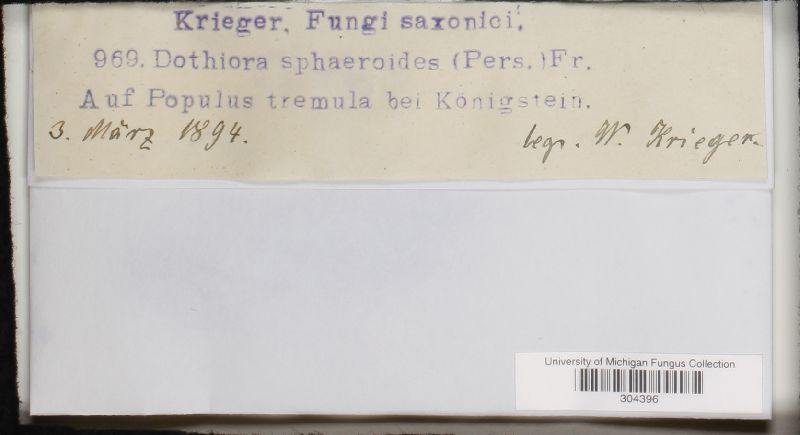 Krieger, Fungi saxonici.
969. Dothiora sphaeroides (Pers.) Fr.
Auf Populus tremula bei Königstein.
3. März 1894. leg. W. Krieger.
University of Michigan Fungus Collection
304396